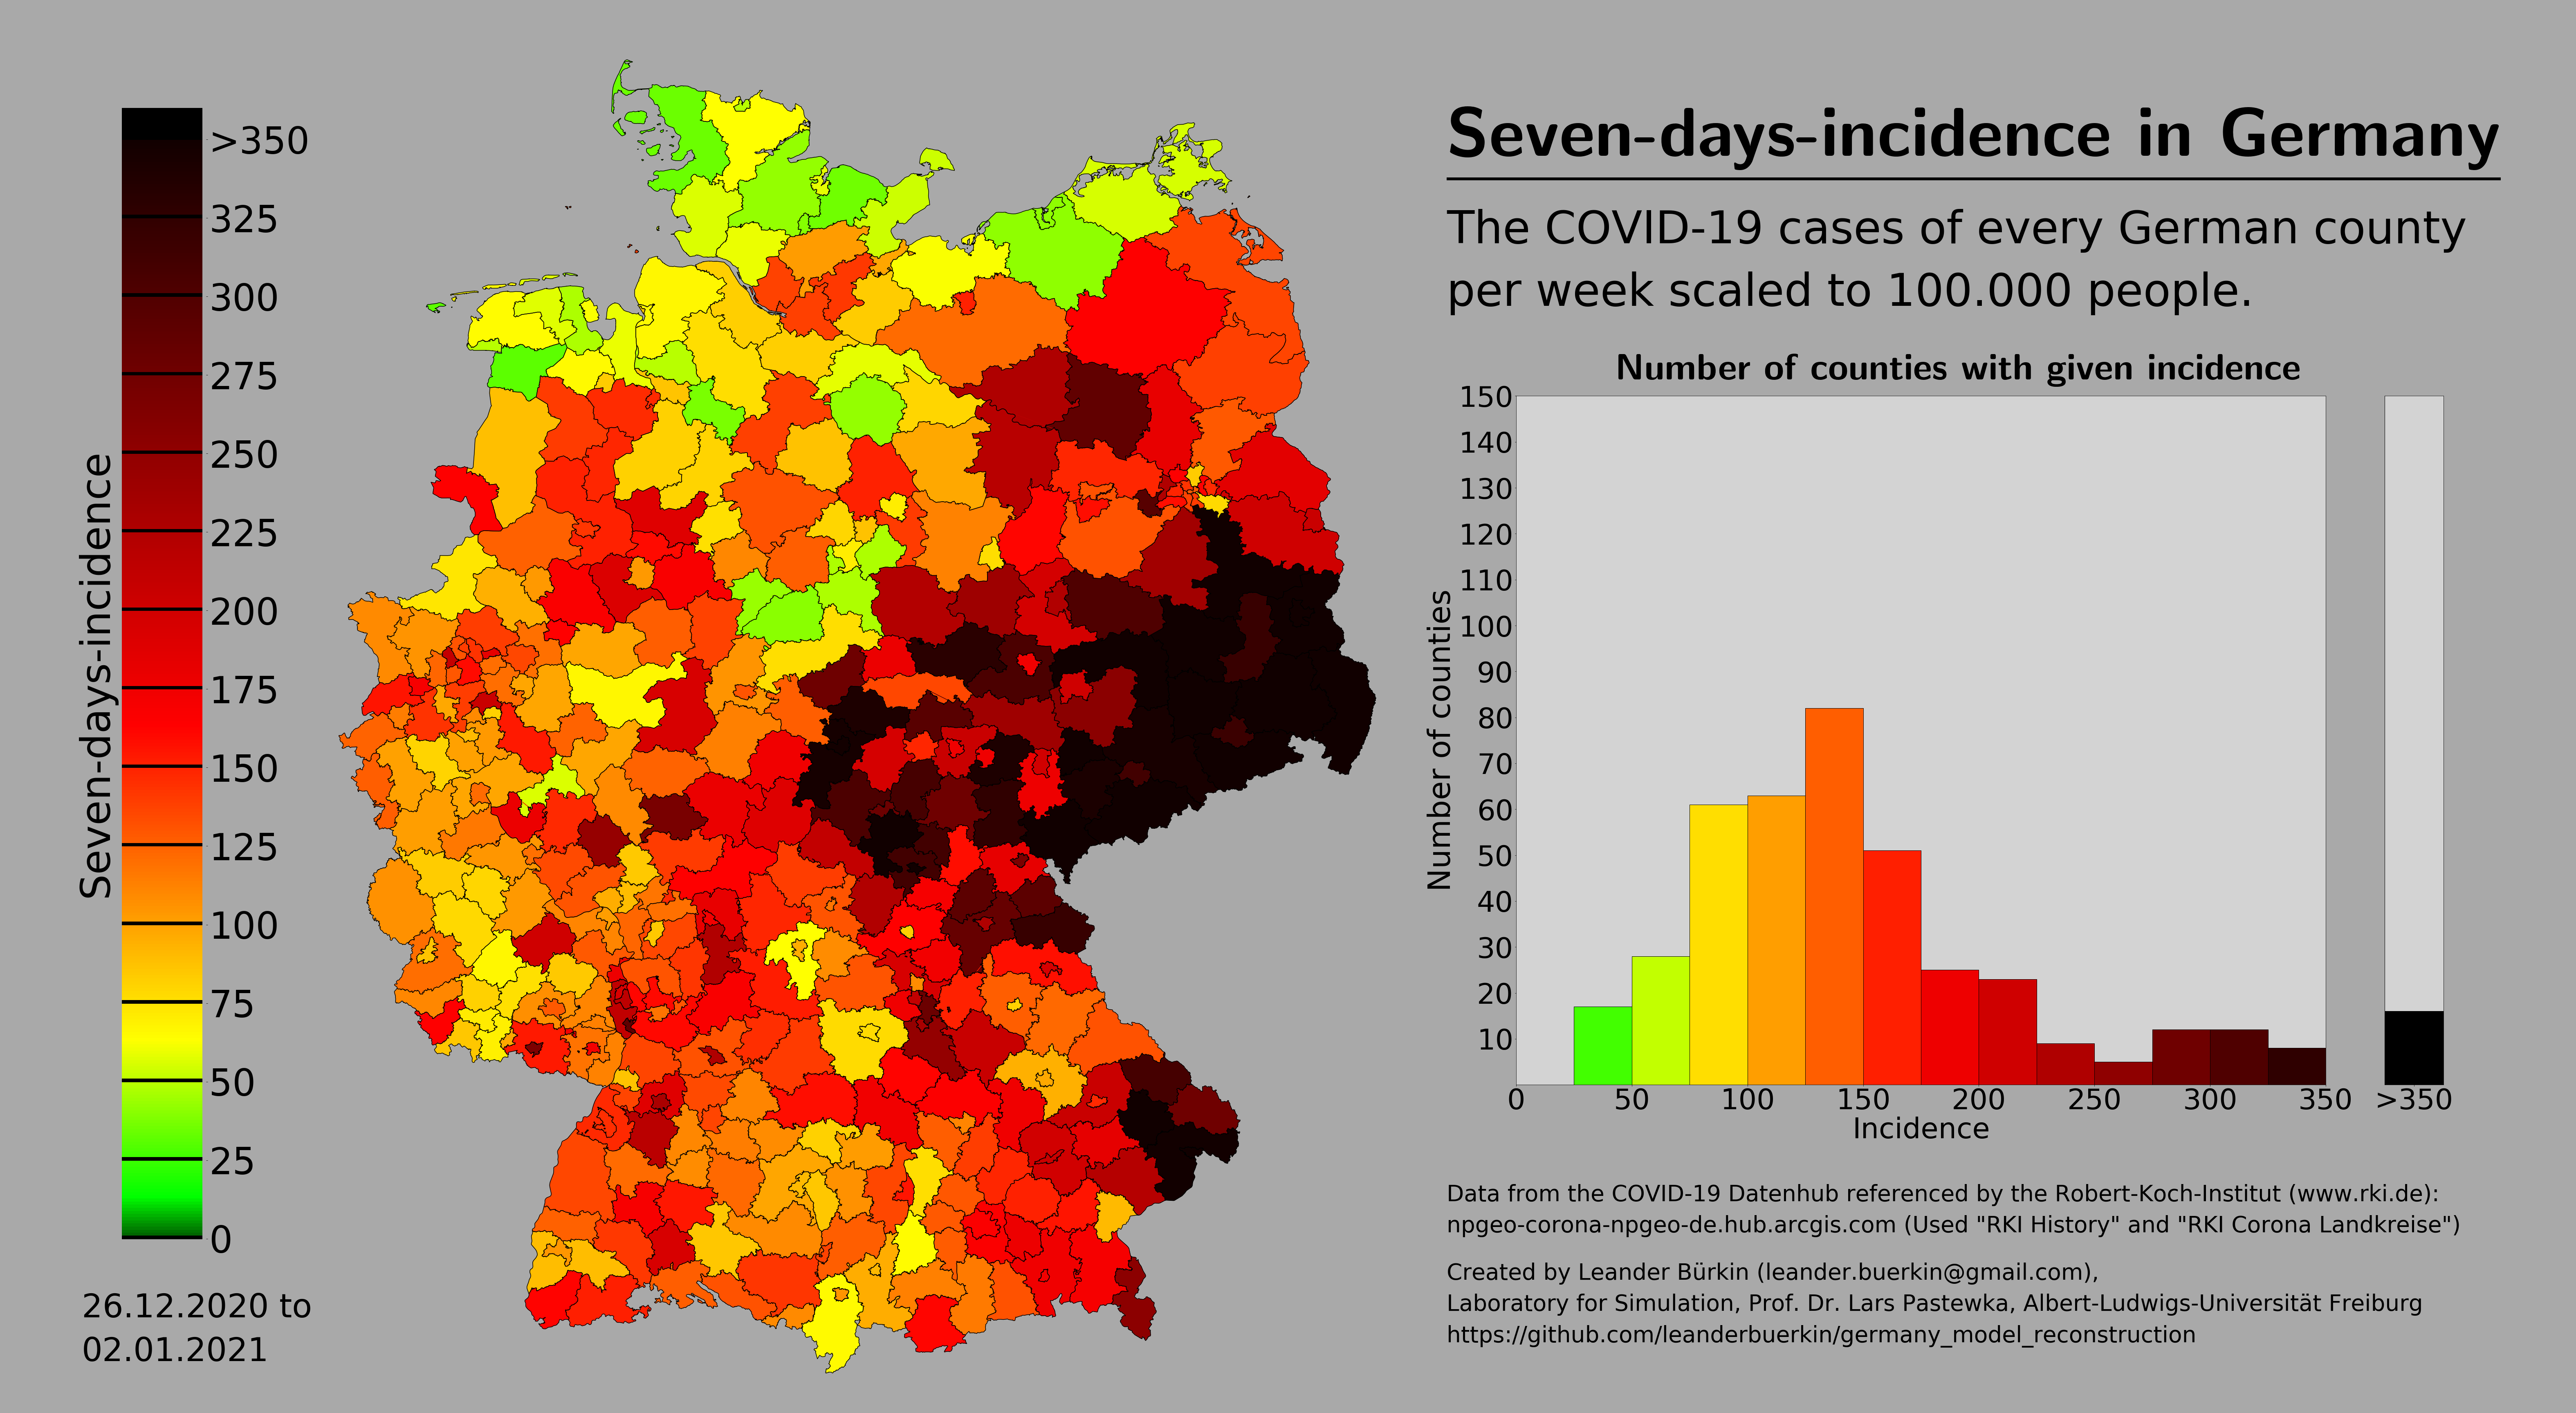 Seven-days-incidence in Germany
The COVID-19 cases of every German county
per week scaled to 100.000 people.
Seven-days-incidence
>350
325
300
275
250
225
200
175
150
125
100
75
50
25
0
26.12.2020 to
02.01.2021
Number of counties with given incidence
Number of counties
150
140
130
120
110
100
90
80
70
60
50
40
30
20
10
0 50 100 150 200 250 300 350 >350
Incidence
Data from the COVID-19 Datenhub referenced by the Robert-Koch-Institut (www.rki.de):
npgeo-corona-npgeo-de.hub.arcgis.com (Used "RKI History" and "RKI Corona Landkreise")
Created by Leander Bürkin (leander.buerkin@gmail.com),
Laboratory for Simulation, Prof. Dr. Lars Pastewka, Albert-Ludwigs-Universität Freiburg
https://github.com/leanderbuerkin/germany_model_reconstruction